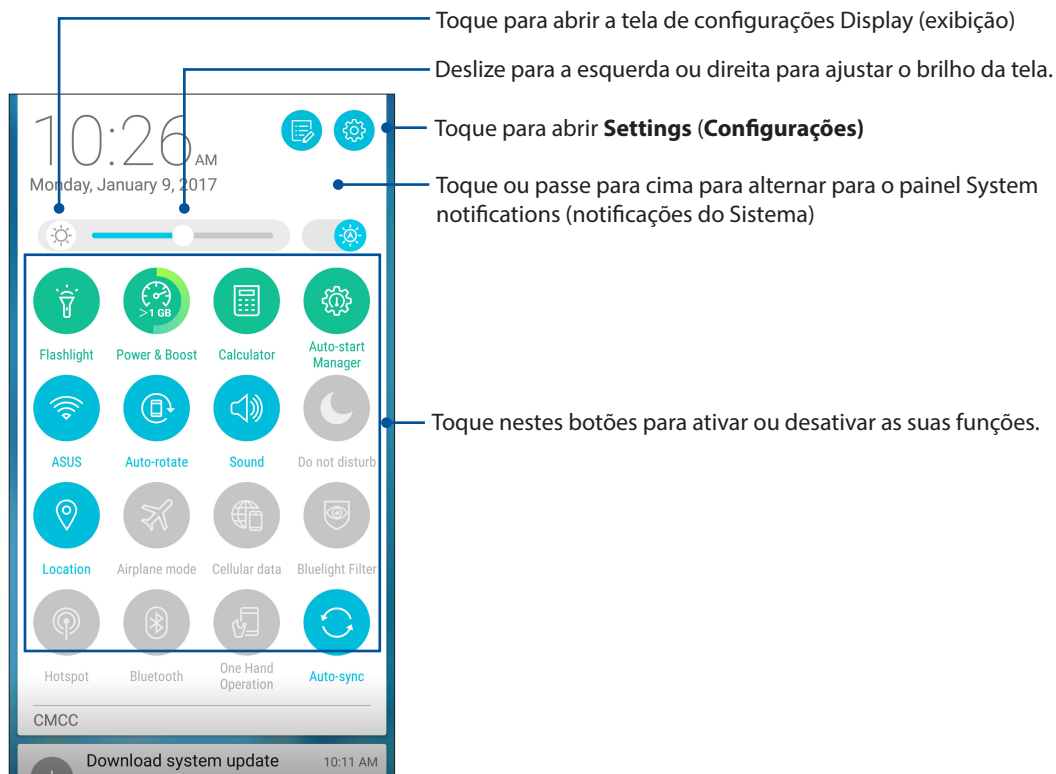 Toque para abrir a tela de configurações Display (exibição)
Deslize para a esquerda ou direita para ajustar o brilho da tela.
Toque para abrir Settings (Configurações)
Toque ou passe para cima para alternar para o painel System
notifications (notificações do Sistema)
Toque nestes botões para ativar ou desativar as suas funções.
10:26 AM
Monday, January 9, 2017
A
>1 GB
Flashlight
Power & Boost
Calculator
Auto-start
Manager
ASUS
Auto-rotate
Sound
Do not disturb
Location
Airplane mode
Cellular data
Bluelight Filter
Hotspot
Bluetooth
One Hand
Operation
Auto-sync
CMCC
Download system update 10:11 AM